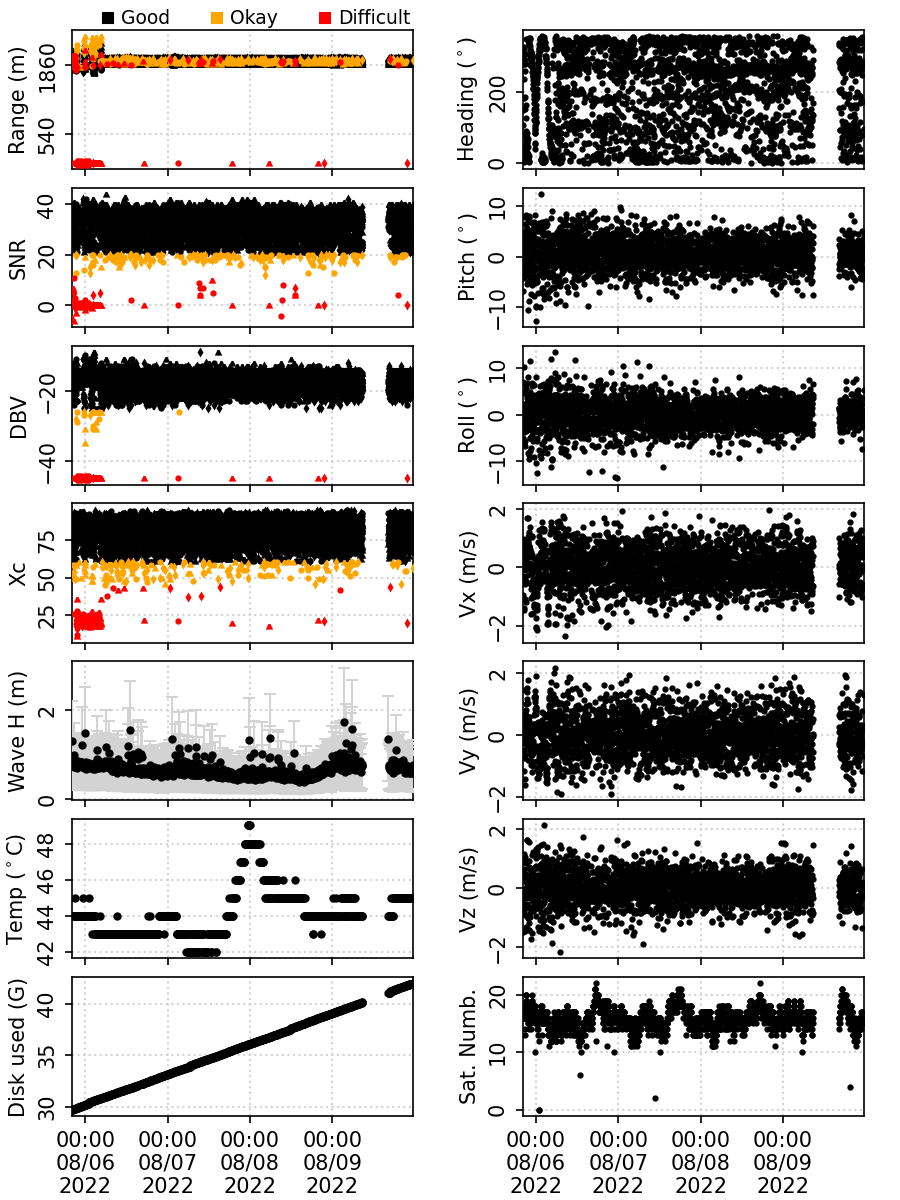 Good Okay Difficult
Range (m)
1860
540
Heading (°)
200
0
SNR
40
20
0
Pitch (°)
10
0
−10
DBV
−20
−40
Roll (°)
10
0
−10
Xc
75
50
25
Vx (m/s)
2
0
−2
Wave H (m)
2
0
Vy (m/s)
2
0
−2
Temp (°C)
48
46
44
42
Vz (m/s)
2
0
−2
Disk used (G)
40
35
30
Sat. Numb.
20
10
0
00:00 00:00 00:00 00:00
08/06 08/07 08/08 08/09
2022 2022 2022 2022
00:00 00:00 00:00 00:00
08/06 08/07 08/08 08/09
2022 2022 2022 2022